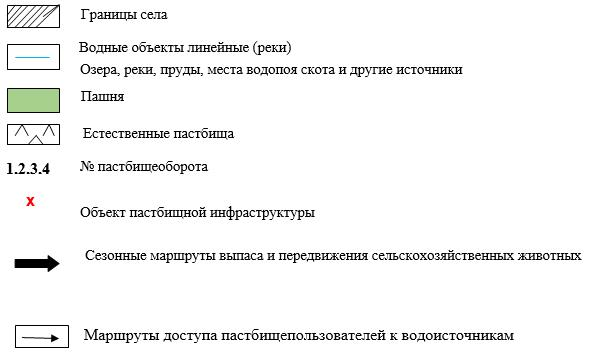 Границы села
Водные объекты линейные (реки)
Озера, реки, пруды, места водопоя скота и другие источники
Пашня
Естественные пастбища
1.2.3.4 № пастбищеоборота
х
Объект пастбищной инфраструктуры
Сезонные маршруты выпаса и передвижения сельскохозяйственных животных
Маршруты доступа пастбищепользователей к водоисточникам